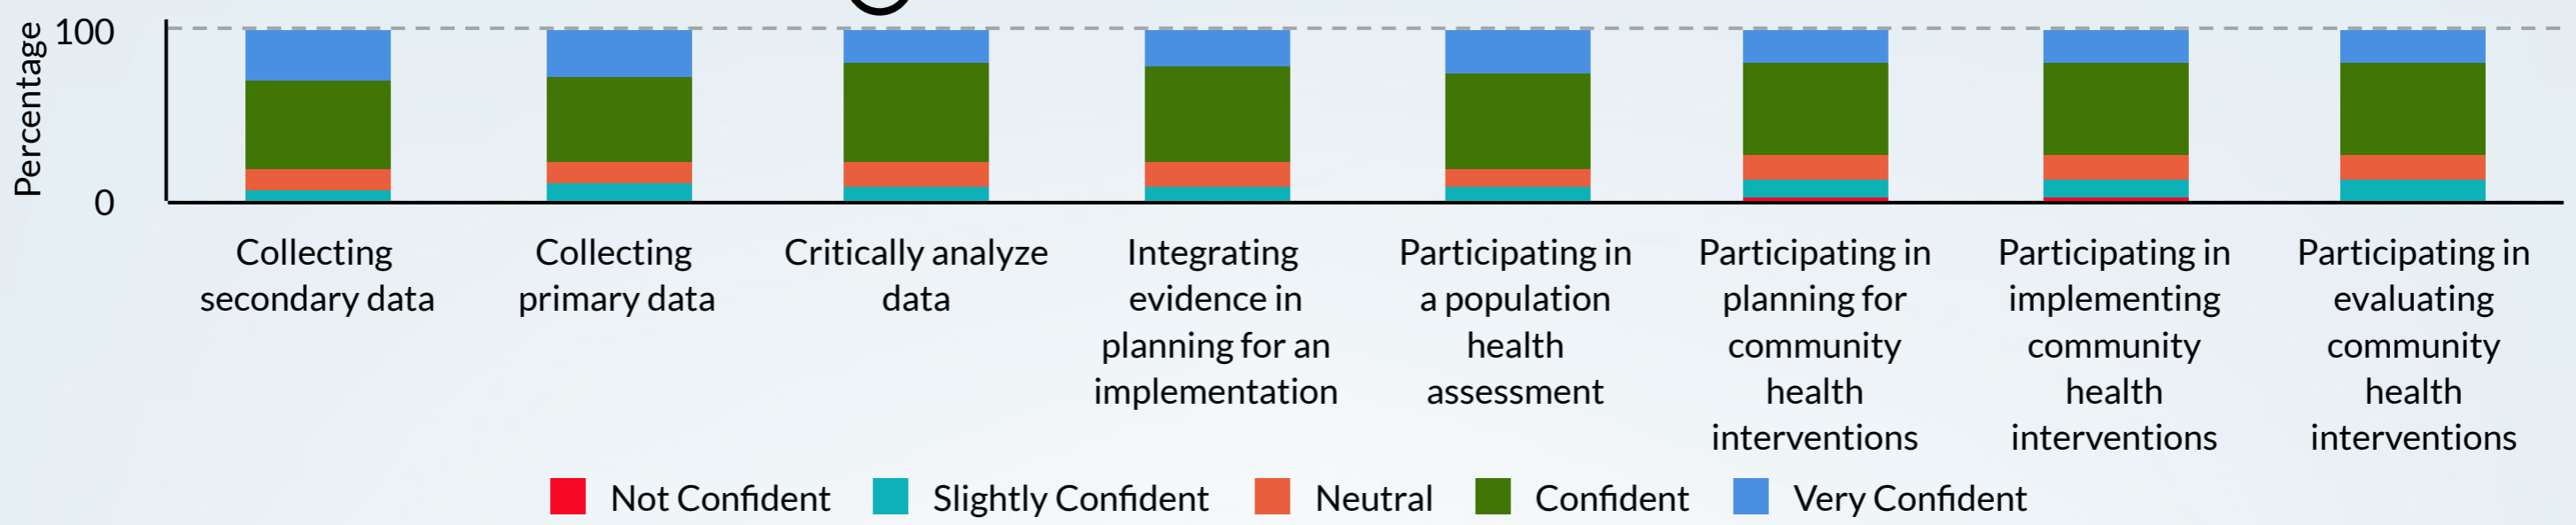 Percentage
100
0
Collecting
secondary data
Collecting
primary data
Critically analyze
data
Integrating
evidence in
planning for an
implementation
Participating in
a population
health
assessment
Participating in
planning for
community
health
interventions
Participating in
implementing
community
health
interventions
Participating in
evaluating
community
health
interventions
Not Confident
Slightly Confident
Neutral
Confident
Very Confident